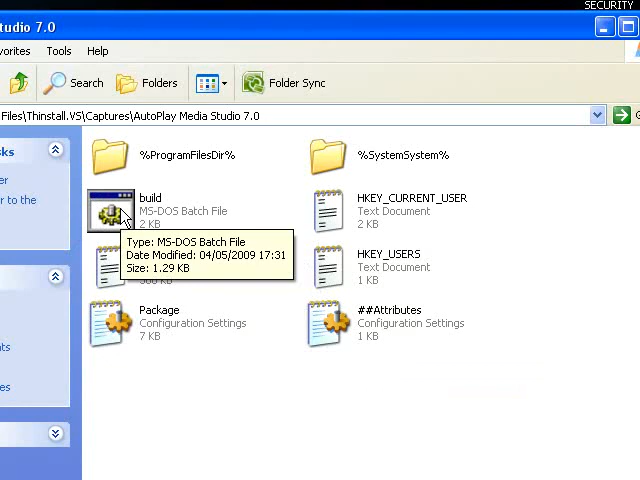 SECURITY
tudio 7.0
vorites Tools Help
Search Folders Folder Sync
Files\Thinstall.VS\Captures\AutoPlay Media Studio 7.0
ks
%ProgramFilesDir%
%SystemSystem%
er
r to the
build
MS-DOS Batch File
2 KB
HKEY_CURRENT_USER
Text Document
2 KB
Type: MS-DOS Batch File
Date Modified: 04/05/2009 17:31
Size: 1.29 KB
HKEY_USERS
Text Document
1 KB
Package
Configuration Settings
7 KB
##Attributes
Configuration Settings
1 KB
nts
es